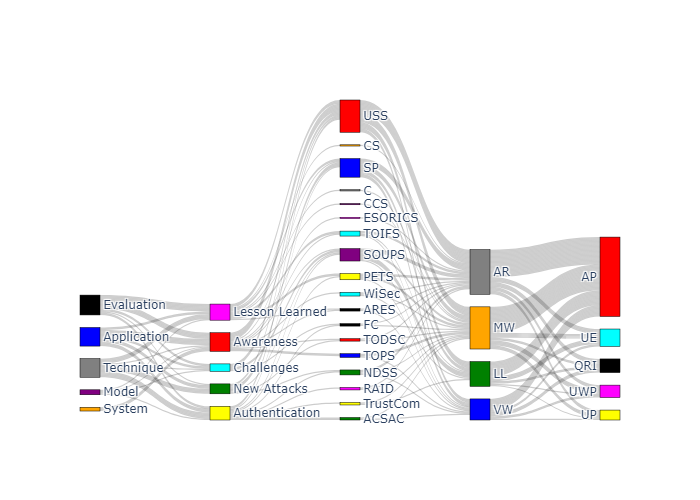 Evaluation
Application
Technique
Model
System
Lesson Learned
Awareness
Challenges
New Attacks
Authentication
USS
CS
SP
C
CCS
ESORICS
TOIFS
SOUPS
PETS
WiSec
ARES
FC
TODSC
TOPS
NDSS
RAID
TrustCom
ACSAC
AR
MW
LL
VW
AP
UE
QRI
UWP
UP